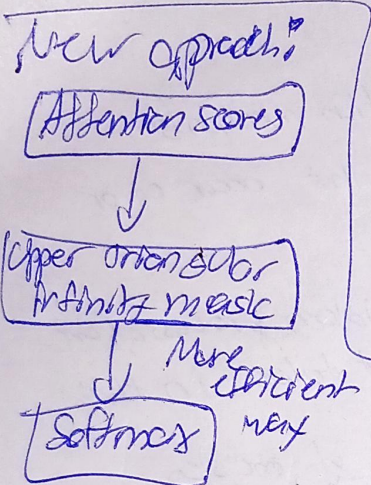 New approach:
Attention scores
Upper triangular
infinity mask
More
efficient
way
Softmax